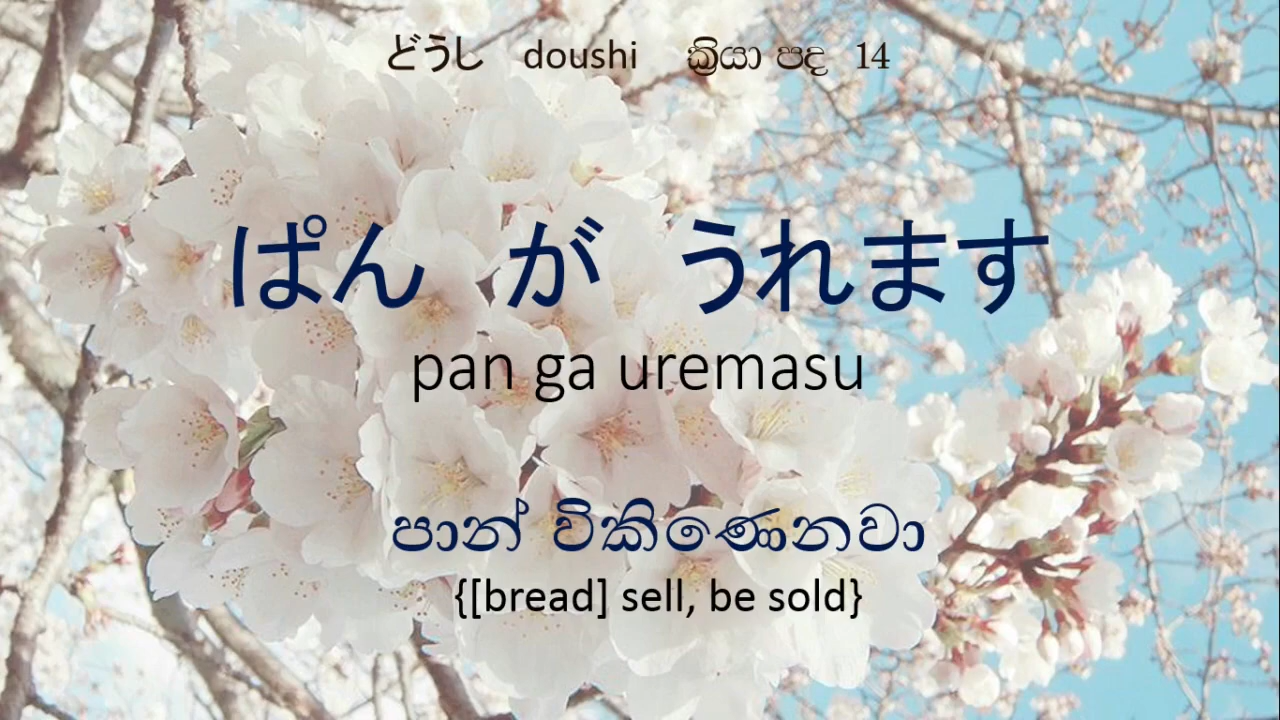 どうし doushi ක්‍රියා පද 14
ぱん が うれます
pan ga uremasu
පාන් විකිණෙනවා
{[bread] sell, be sold}